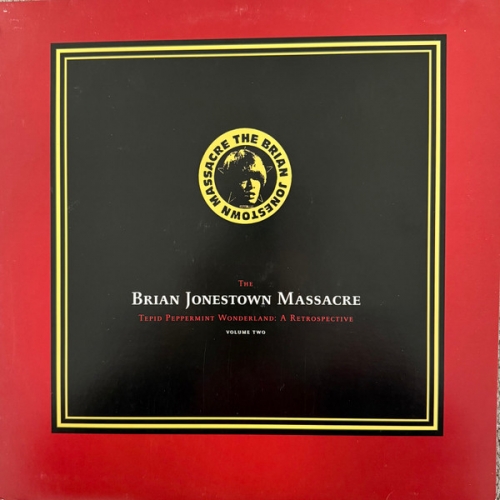 THE BRIAN JONESTOWN MASSACRE
The
Brian Jonestown Massacre
Tepid Peppermint Wonderland: A Retrospective
VOLUME TWO